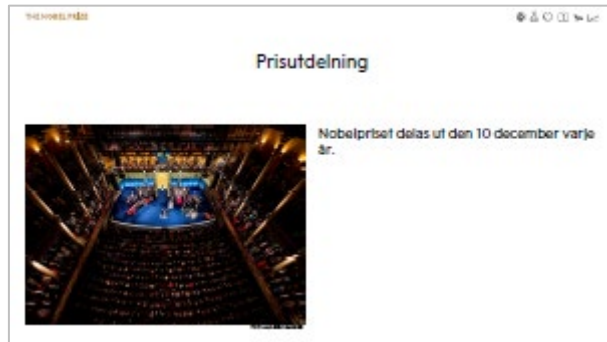 THE NOBEL PRIZE
Prisutdelning
Nobelpriset delas ut den 10 december varje
år.